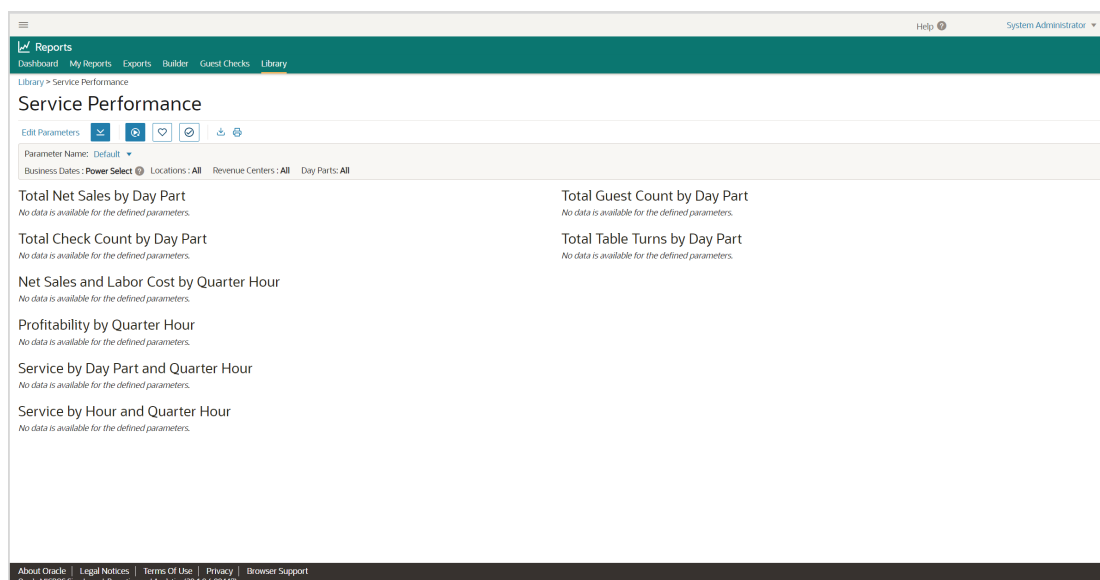 Help
System Administrator
Reports
Dashboard My Reports Exports Builder Guest Checks Library
Library > Service Performance
Service Performance
Edit Parameters
Parameter Name: Default
Business Dates : Power Select Locations : All Revenue Centers : All Day Parts: All
Total Net Sales by Day Part
No data is available for the defined parameters.
Total Guest Count by Day Part
No data is available for the defined parameters.
Total Check Count by Day Part
No data is available for the defined parameters.
Total Table Turns by Day Part
No data is available for the defined parameters.
Net Sales and Labor Cost by Quarter Hour
No data is available for the defined parameters.
Profitability by Quarter Hour
No data is available for the defined parameters.
Service by Day Part and Quarter Hour
No data is available for the defined parameters.
Service by Hour and Quarter Hour
No data is available for the defined parameters.
About Oracle | Legal Notices | Terms Of Use | Privacy | Browser Support